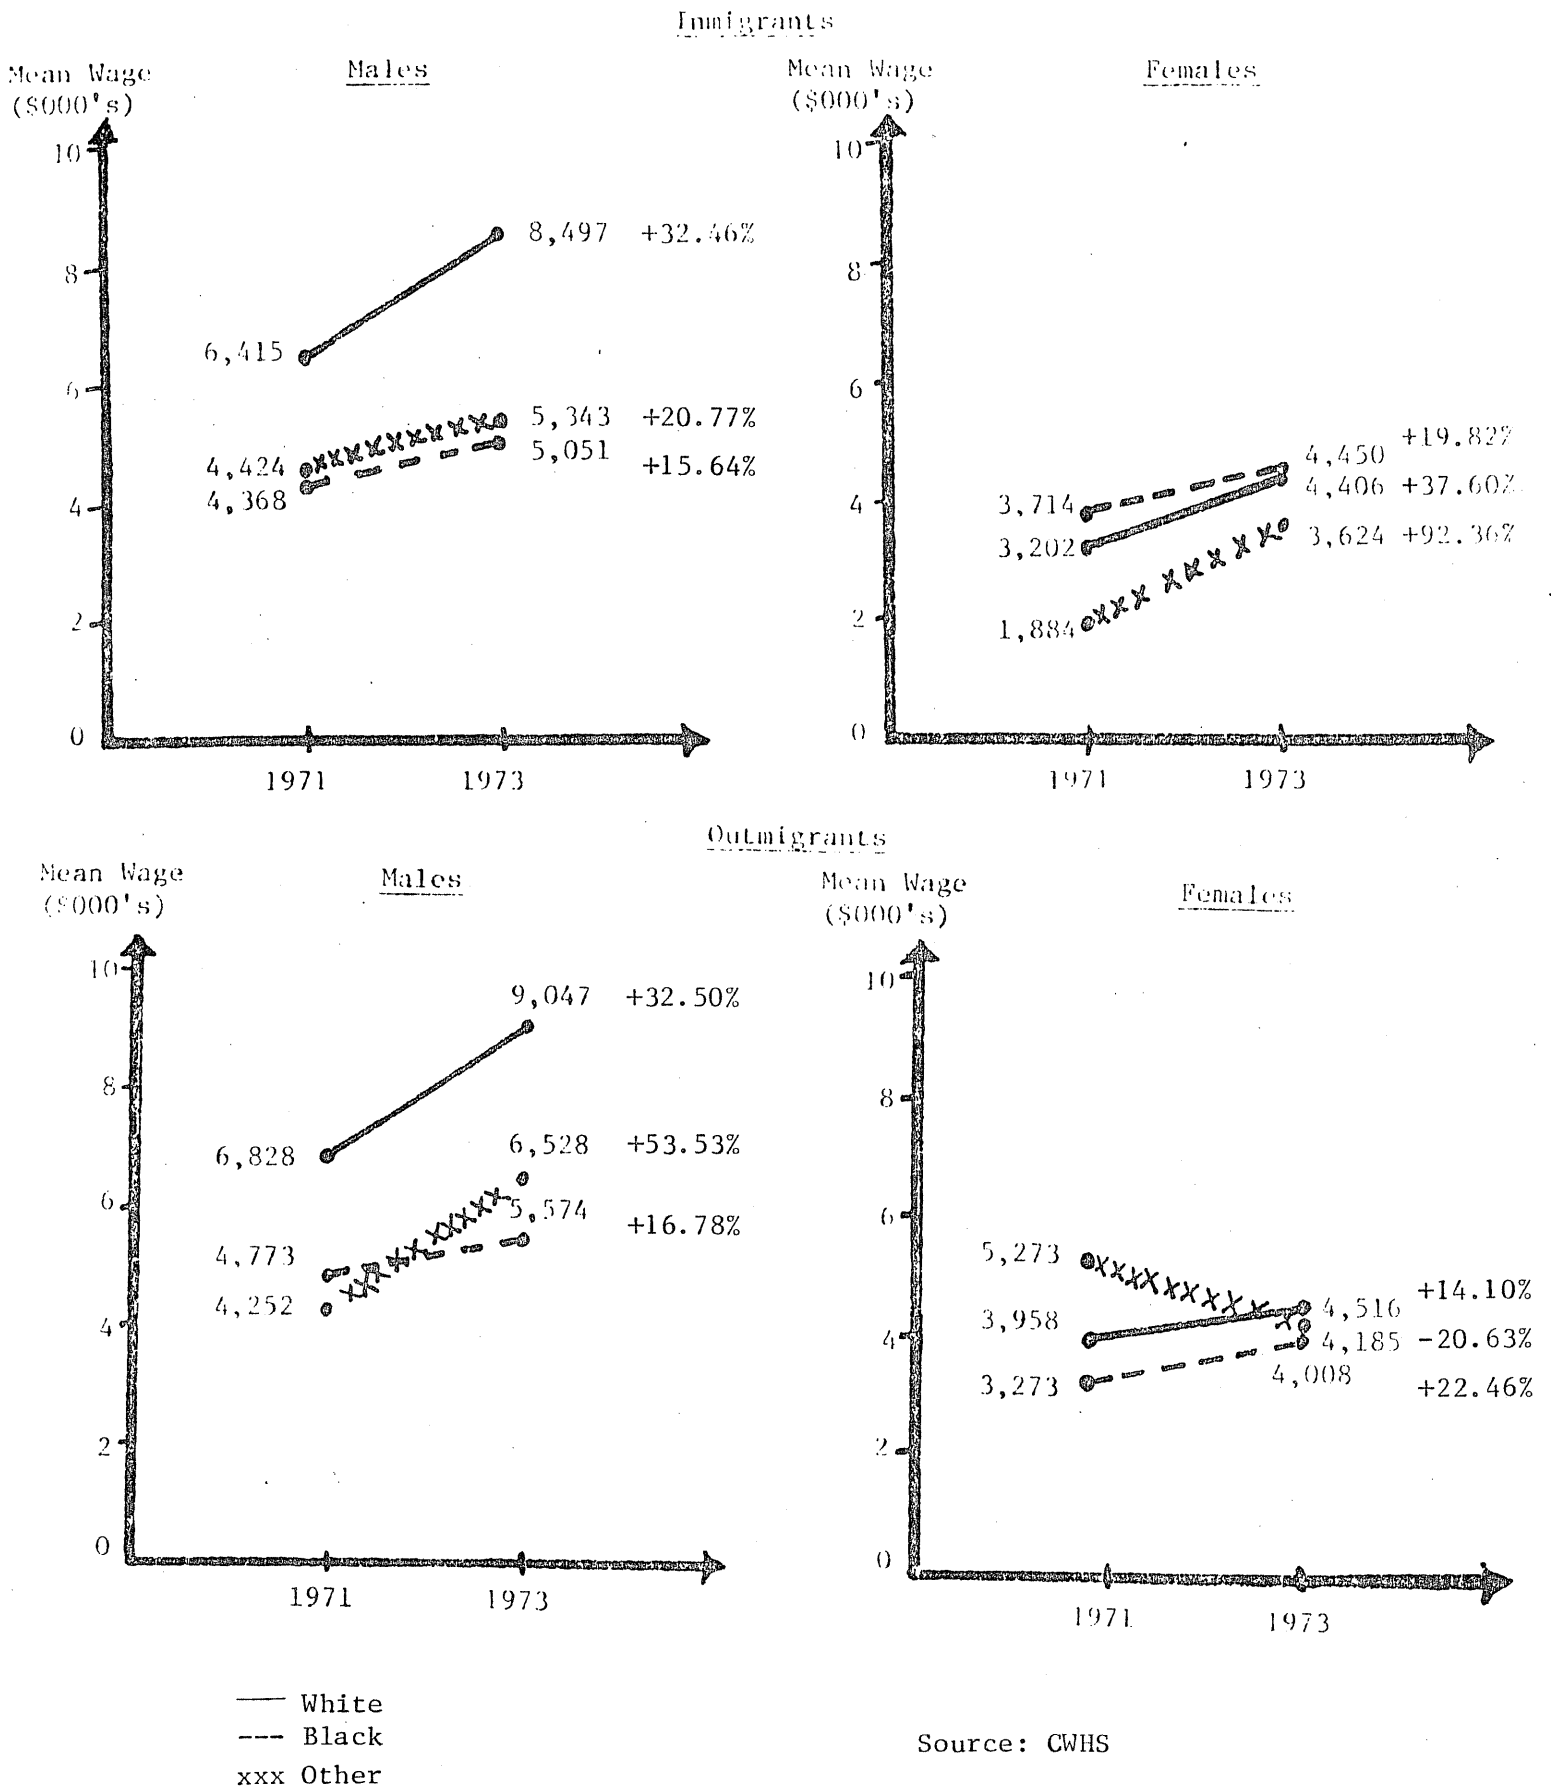 Inmigrants
Mean Wage
($000's)
Males
10
8
6
4
2
0
6,415
8,497 +32.46%
4,424
5,343 +20.77%
4,368
5,051 +15.64%
1971 1973
Mean Wage
($000's)
Females
10
8
6
4
2
0
3,714
4,450 +19.82%
3,202
4,406 +37.60%
1,884
3,624 +92.36%
1971 1973
Outmigrants
Mean Wage
($000's)
Males
10
8
6
4
2
0
9,047 +32.50%
6,828
6,528 +53.53%
5,574 +16.78%
4,773
4,252
1971 1973
Mean Wage
($000's)
Females
10
8
6
4
2
0
5,273
3,958
3,273
4,516 +14.10%
4,185 -20.63%
4,008 +22.46%
1971 1973
White
Black
xxx Other
Source: CWHS